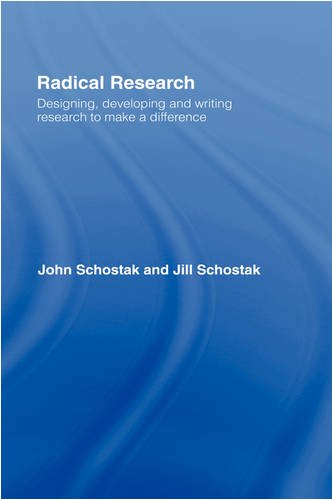 Radical Research
Designing, developing and writing
research to make a difference
John Schostak and Jill Schostak